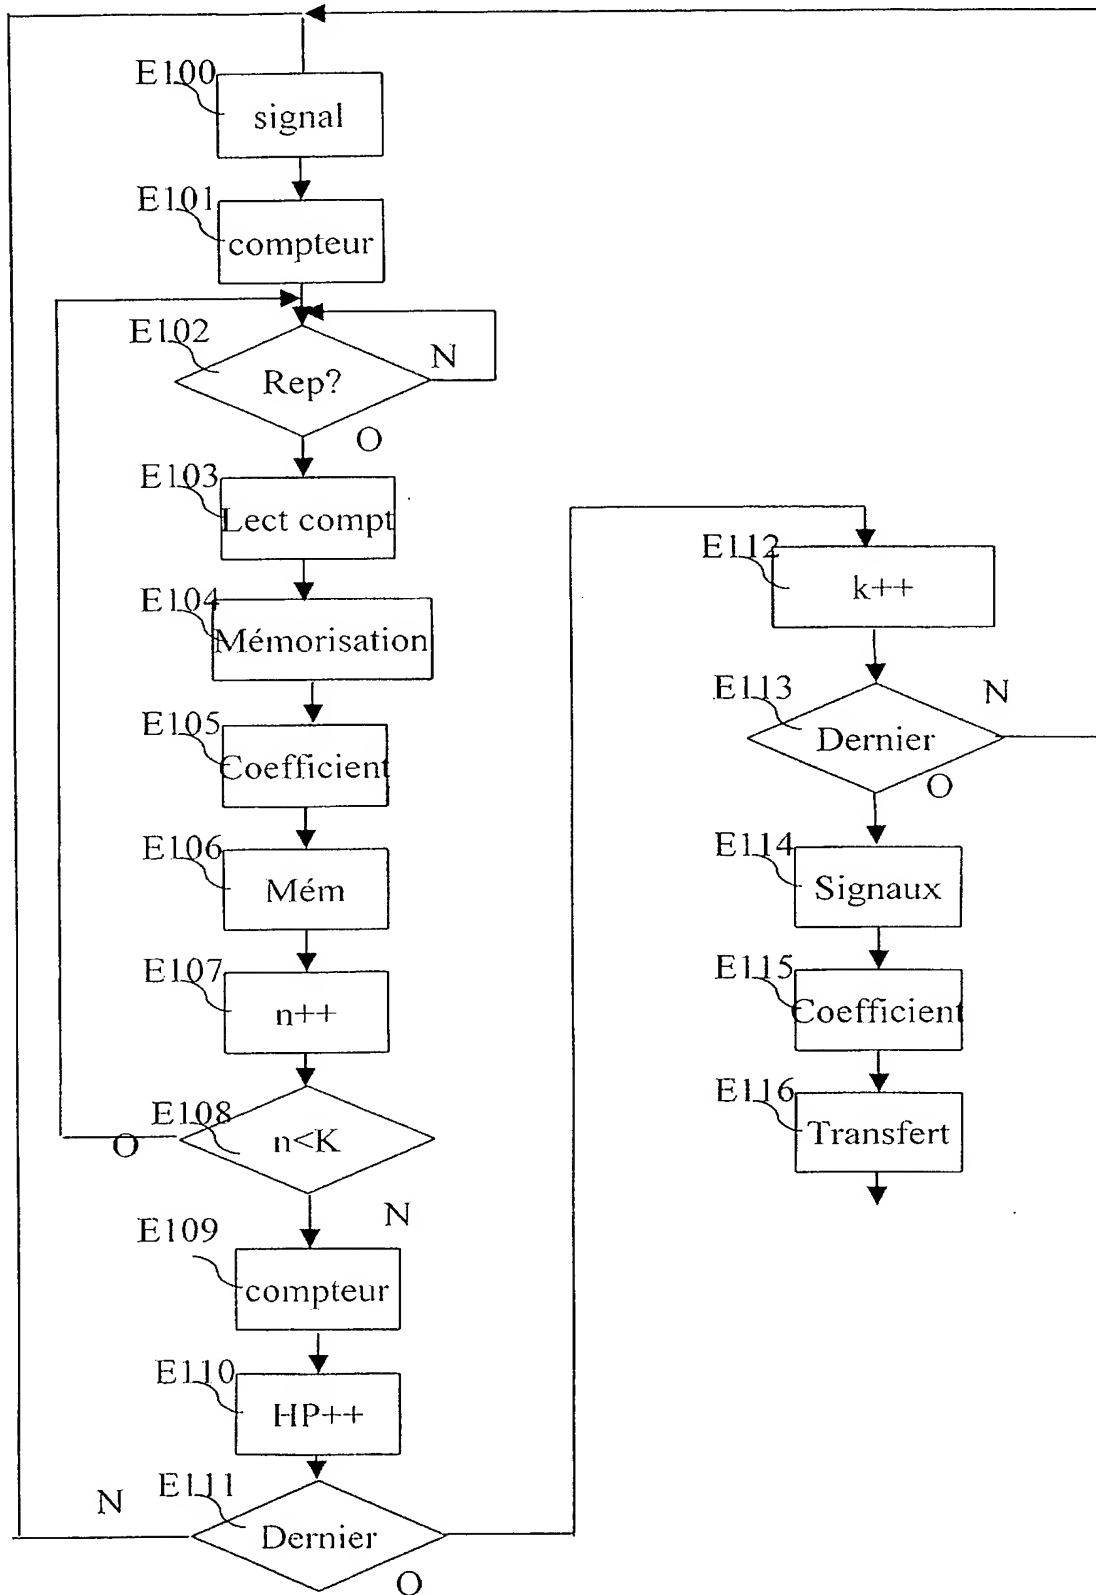 E100
signal
E101
compteur
E102
N
Rep?
O
E103
Lect compt
E104
Mémorisation
E105
Coefficient
E106
Mém
E107
n++
E108
n<K
O
N
E109
compteur
E110
HP++
E111
N
Dernier
O
E112
k++
E113
N
Dernier
O
E114
Signaux
E115
Coefficient
E116
Transfert